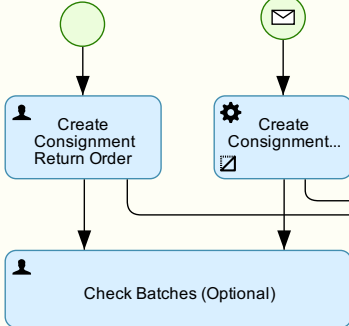 Create
Consignment
Return Order
Create
Consignment...
Check Batches (Optional)